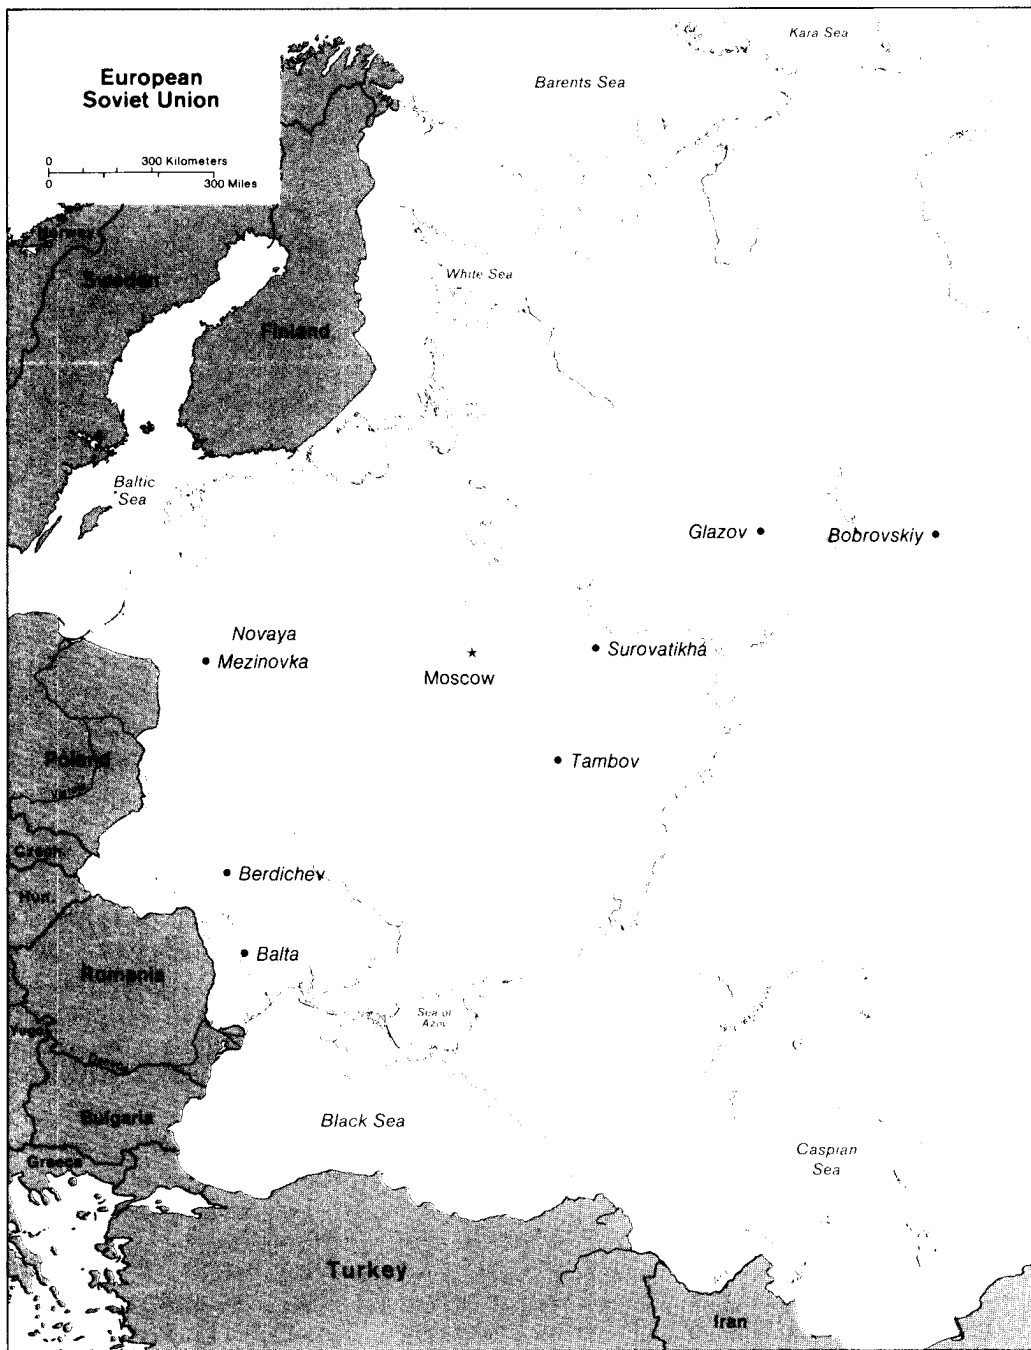 Kara Sea
European
Soviet Union
Barents Sea
0 300 Kilometers
0 300 Miles
Norway
White Sea
Sweden
Finland
Baltic
Sea
Glazov
Bobrovskiy
Novaya
Mezinovka
Surovatikha
Moscow
Tambov
Poland
Czech.
Berdichev
Hun.
Balta
Romania
Sea of
Azov
Yugo.
Bulgaria
Black Sea
Caspian
Sea
Greece
Turkey
Iran